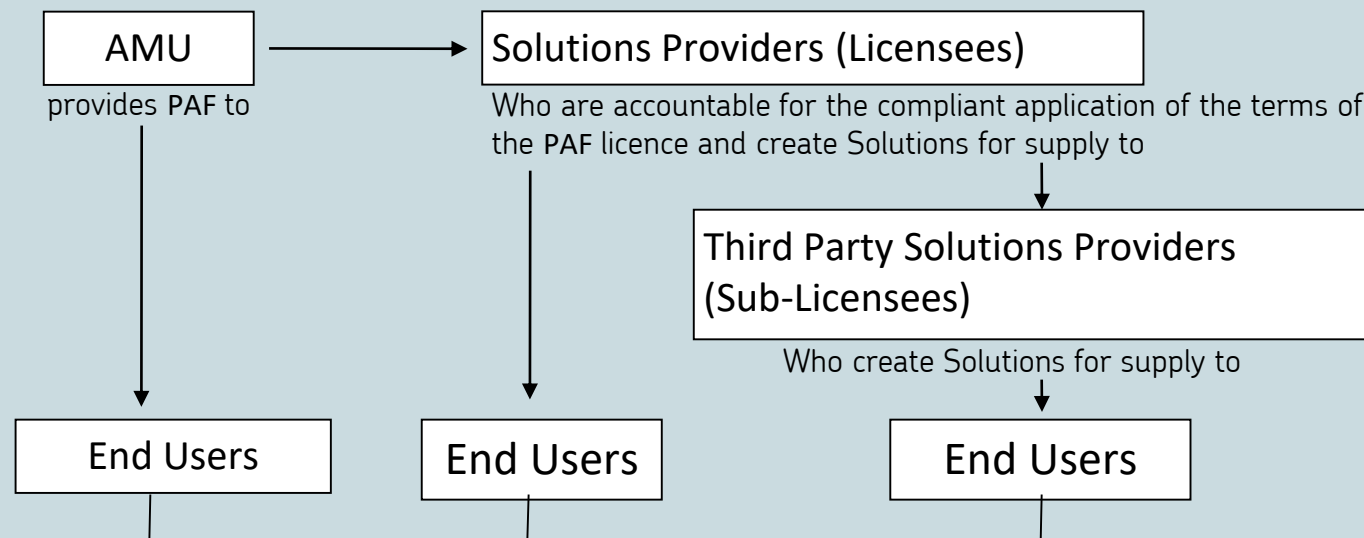 AMU
Solutions Providers (Licensees)
provides PAF to
Who are accountable for the compliant application of the terms of
the PAF licence and create Solutions for supply to
Third Party Solutions Providers
(Sub-Licensees)
Who create Solutions for supply to
End Users
End Users
End Users